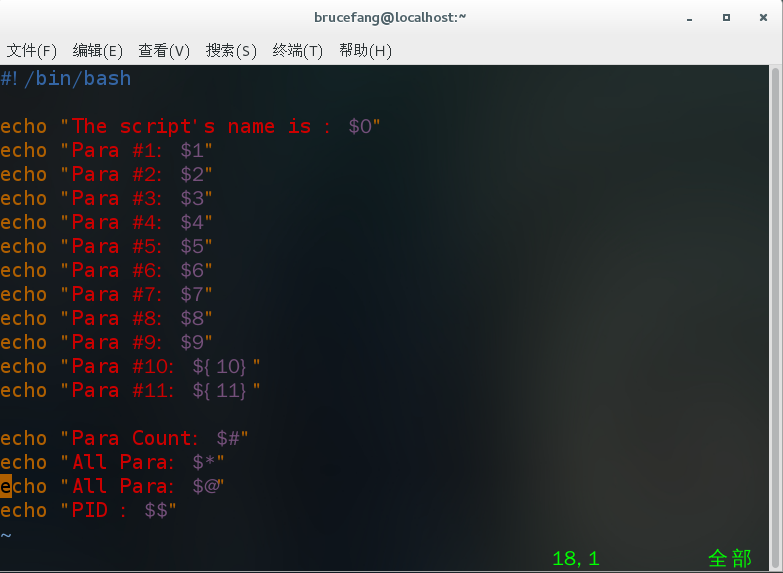 brucefang@localhost:~
文件(F) 编辑(E) 查看(V) 搜索(S) 终端(T) 帮助(H)
#!/bin/bash
echo "The script's name is : $0"
echo "Para #1: $1"
echo "Para #2: $2"
echo "Para #3: $3"
echo "Para #4: $4"
echo "Para #5: $5"
echo "Para #6: $6"
echo "Para #7: $7"
echo "Para #8: $8"
echo "Para #9: $9"
echo "Para #10: ${10}"
echo "Para #11: ${11}"
echo "Para Count: $#"
echo "All Para: $*"
echo "All Para: $@"
echo "PID : $$"
~
18,1 全部